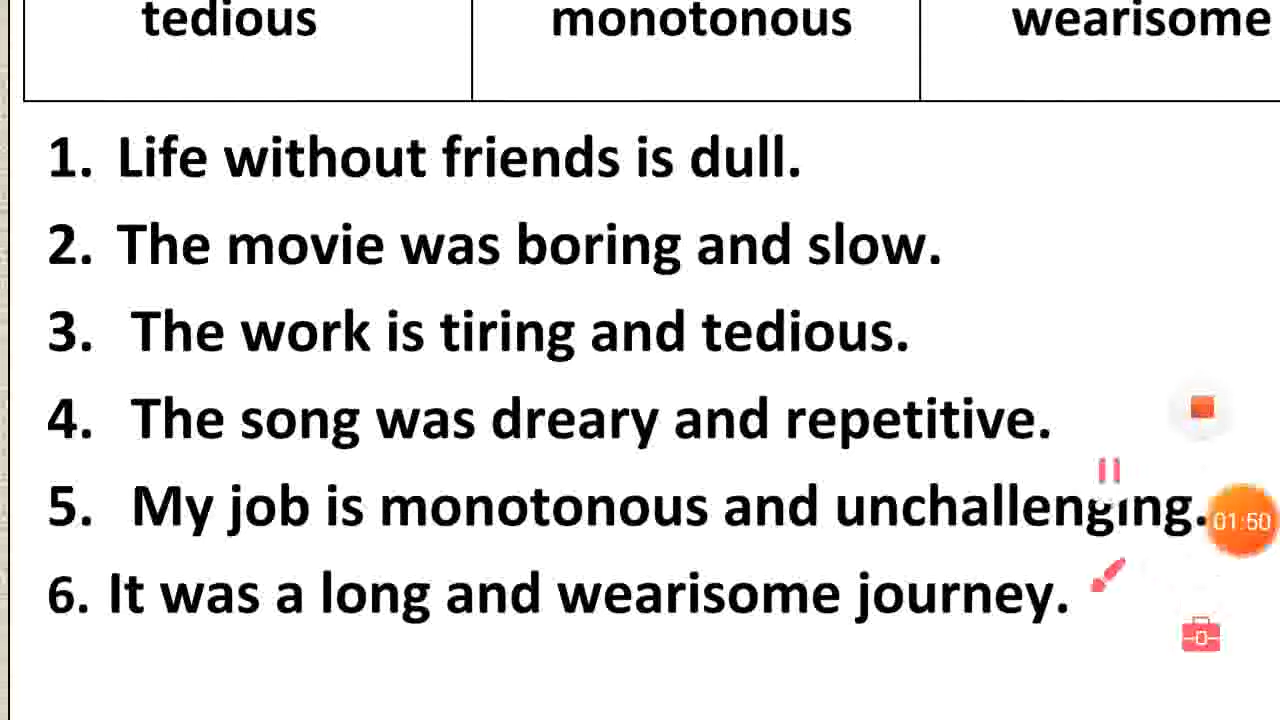 tedious monotonous wearisome
1. Life without friends is dull.
2. The movie was boring and slow.
3. The work is tiring and tedious.
4. The song was dreary and repetitive.
5. My job is monotonous and unchallenging.
01:50
6. It was a long and wearisome journey.